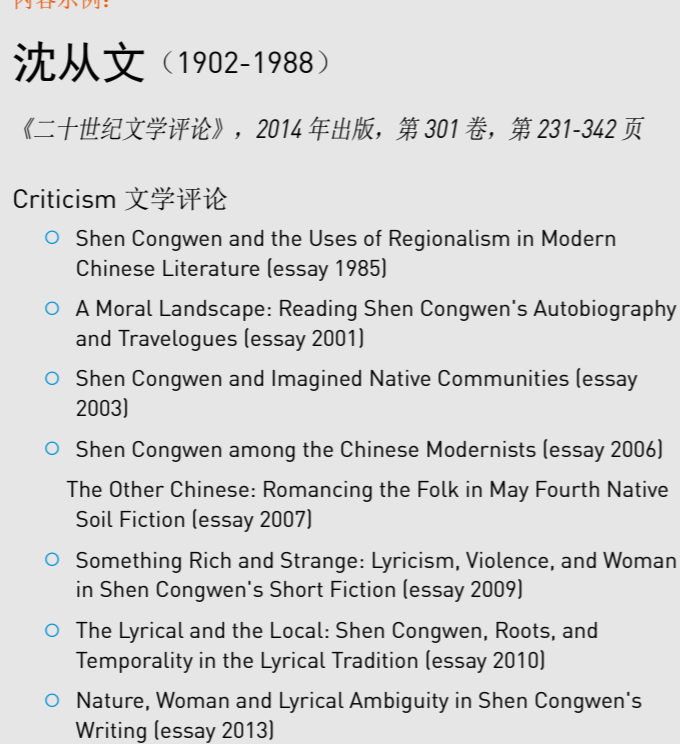 内容示例：
沈从文（1902-1988）
《二十世纪文学评论》，2014 年出版，第 301 卷，第 231-342 页
Criticism 文学评论
Shen Congwen and the Uses of Regionalism in Modern
Chinese Literature (essay 1985)
A Moral Landscape: Reading Shen Congwen's Autobiography
and Travelogues (essay 2001)
Shen Congwen and Imagined Native Communities (essay
2003)
Shen Congwen among the Chinese Modernists (essay 2006)
The Other Chinese: Romancing the Folk in May Fourth Native
Soil Fiction (essay 2007)
Something Rich and Strange: Lyricism, Violence, and Woman
in Shen Congwen's Short Fiction (essay 2009)
The Lyrical and the Local: Shen Congwen, Roots, and
Temporality in the Lyrical Tradition (essay 2010)
Nature, Woman and Lyrical Ambiguity in Shen Congwen's
Writing (essay 2013)